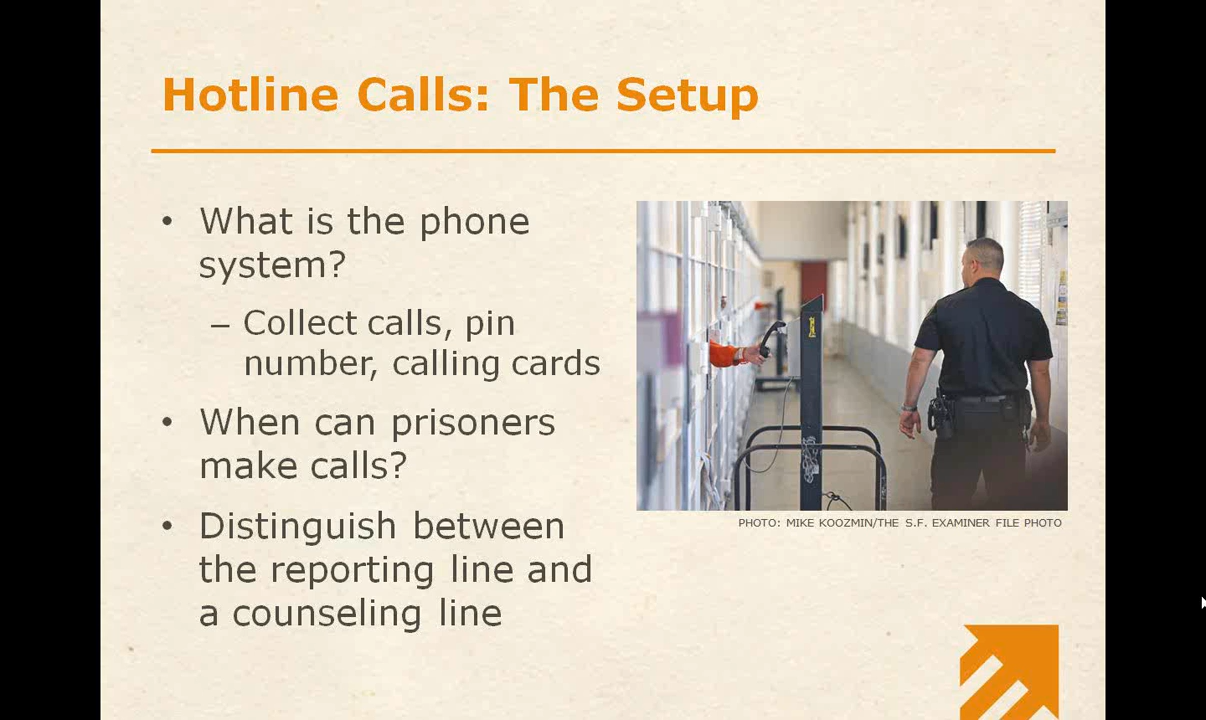 Hotline Calls: The Setup
• What is the phone
system?
– Collect calls, pin
number, calling cards
• When can prisoners
make calls?
• Distinguish between
the reporting line and
a counseling line
PHOTO: MIKE KOOZMIN/THE S.F. EXAMINER FILE PHOTO